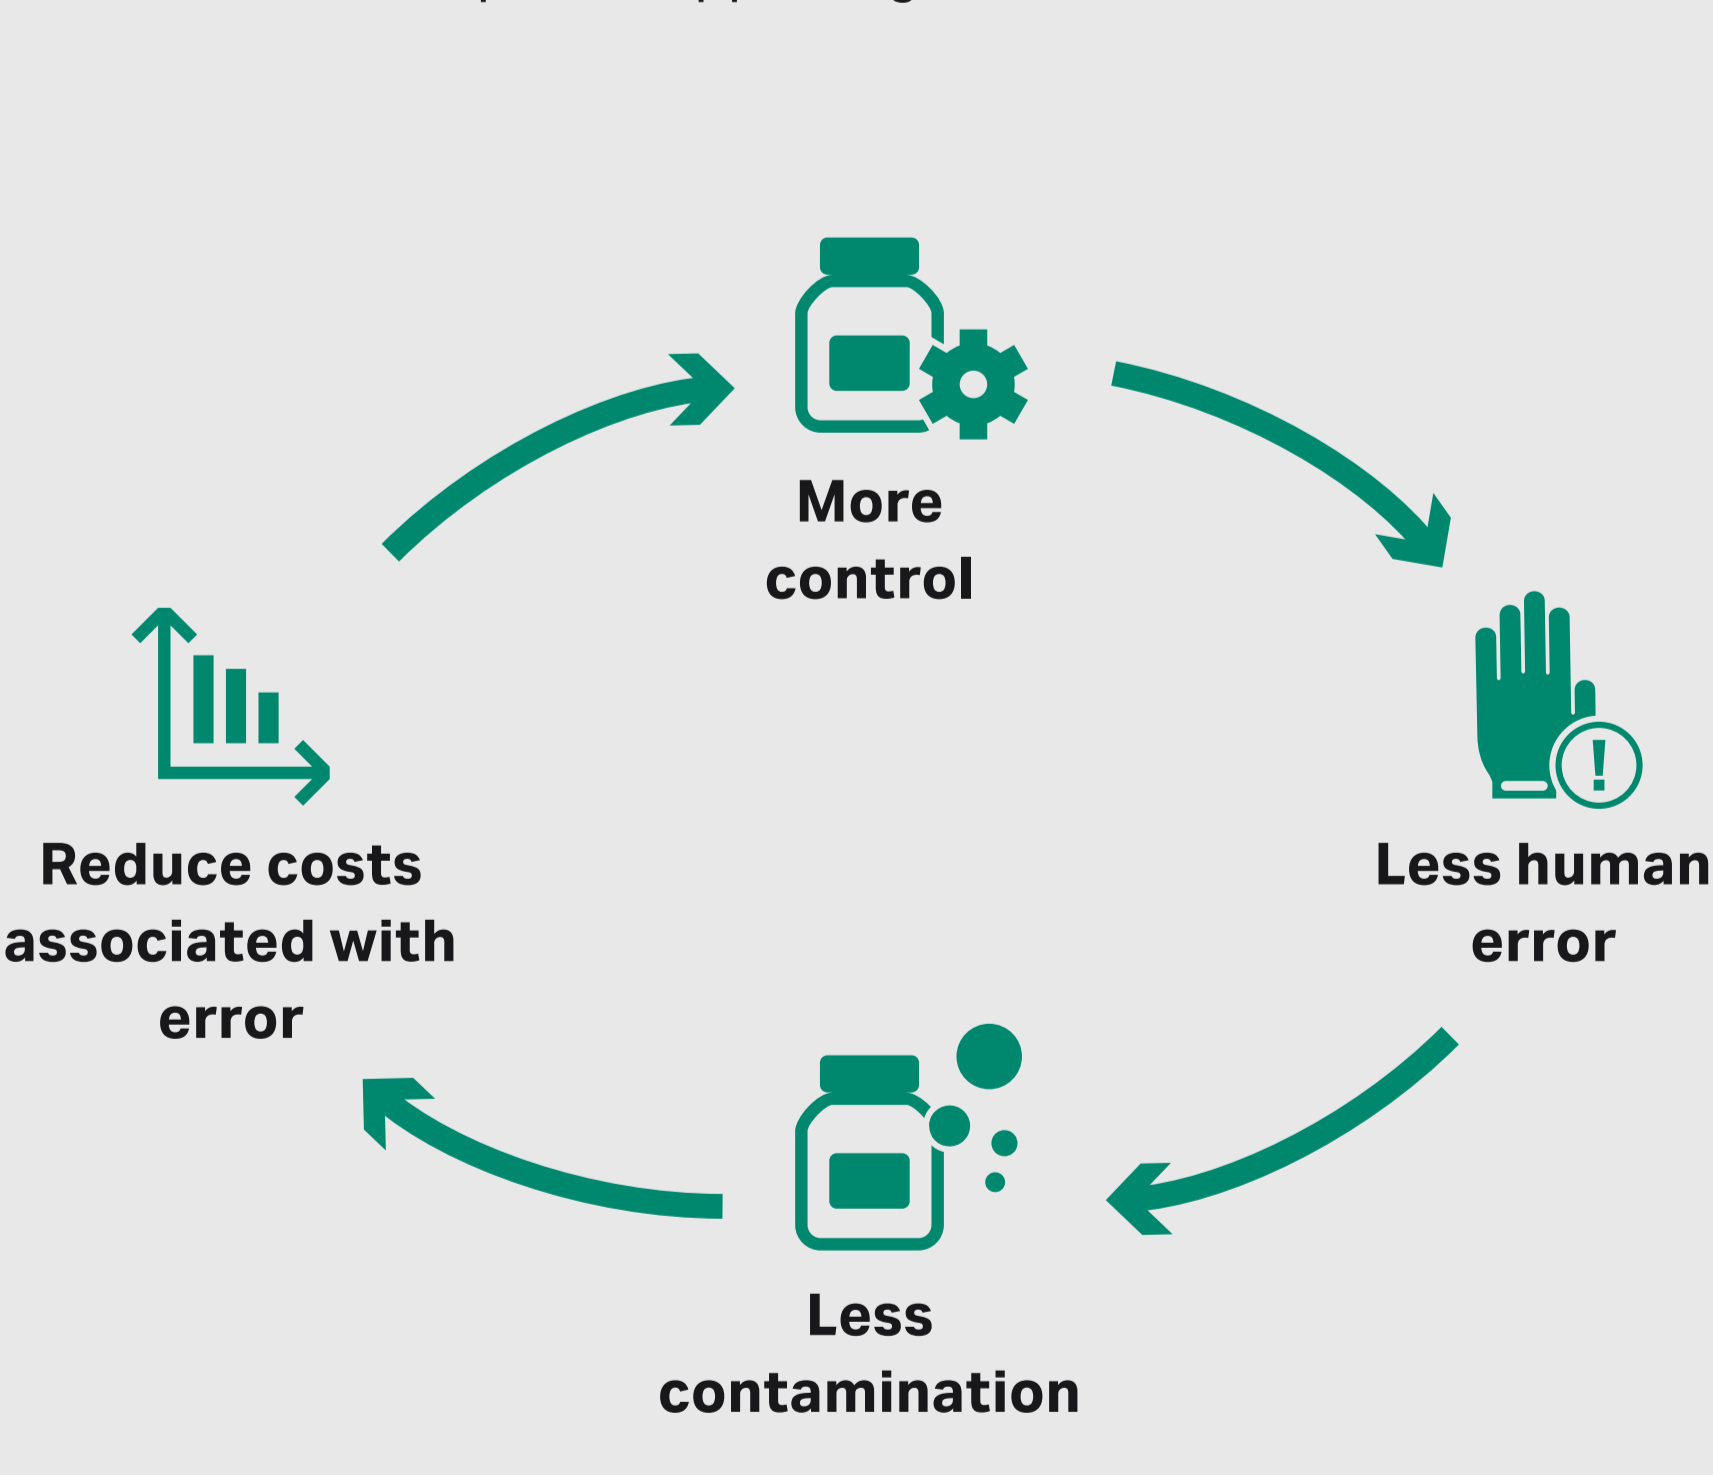 More
control
Less human
error
Less
contamination
Reduce costs
associated with
error
!